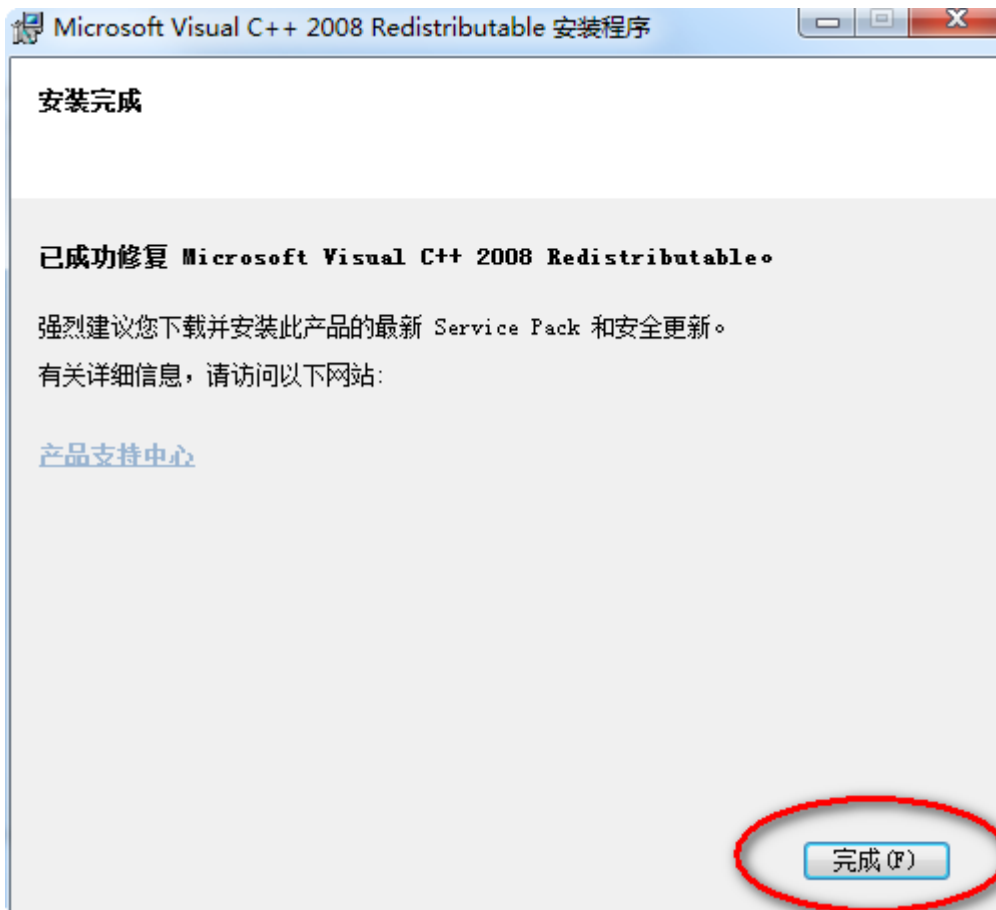 Microsoft Visual C++ 2008 Redistributable 安装程序
安装完成
已成功修复 Microsoft Visual C++ 2008 Redistributable。
强烈建议您下载并安装此产品的最新 Service Pack 和安全更新。
有关详细信息，请访问以下网站:
产品支持中心
完成(F)